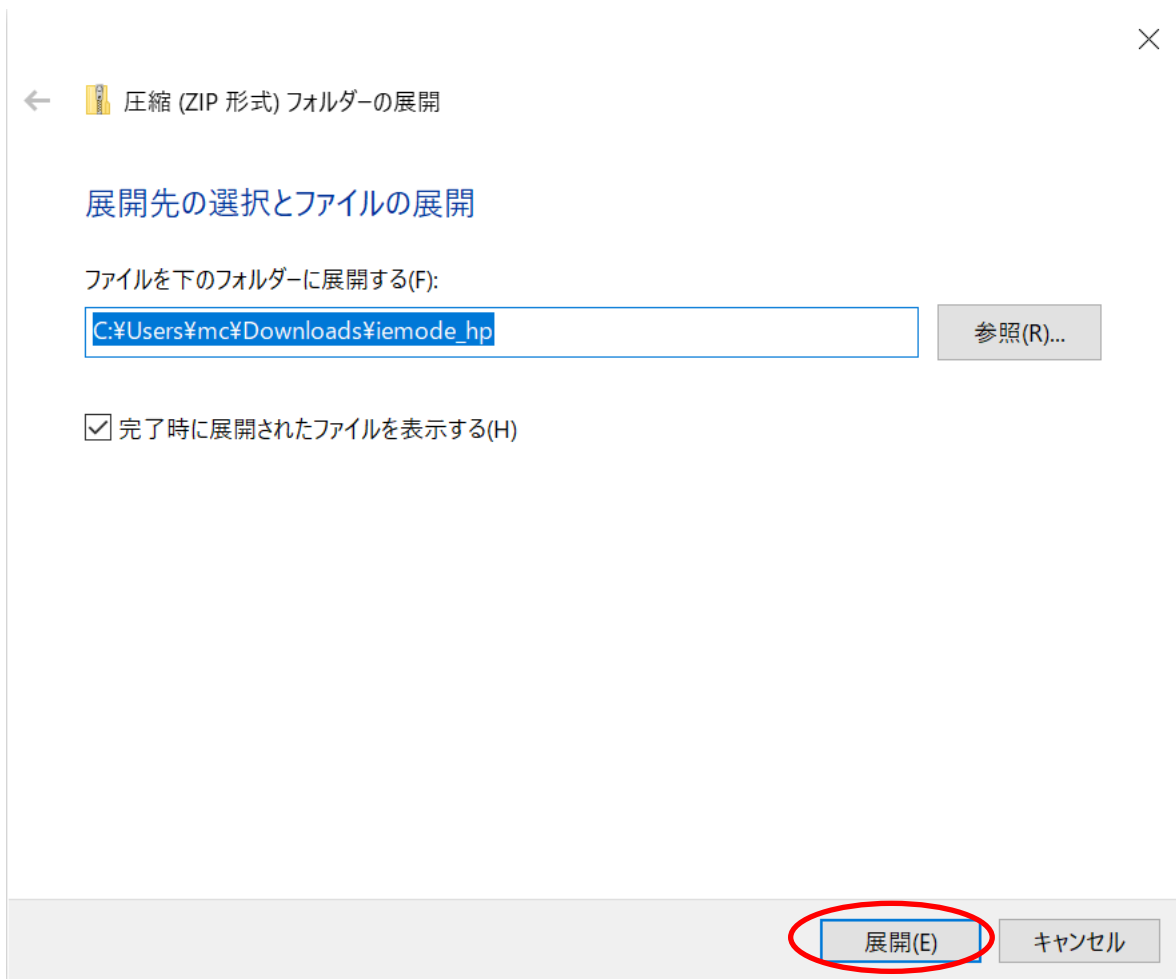 圧縮 (ZIP 形式) フォルダーの展開
展開先の選択とファイルの展開
ファイルを下のフォルダーに展開する(F):
C:¥Users¥mc¥Downloads¥iemode_hp
参照(R)...
完了時に展開されたファイルを表示する(H)
展開(E)
キャンセル